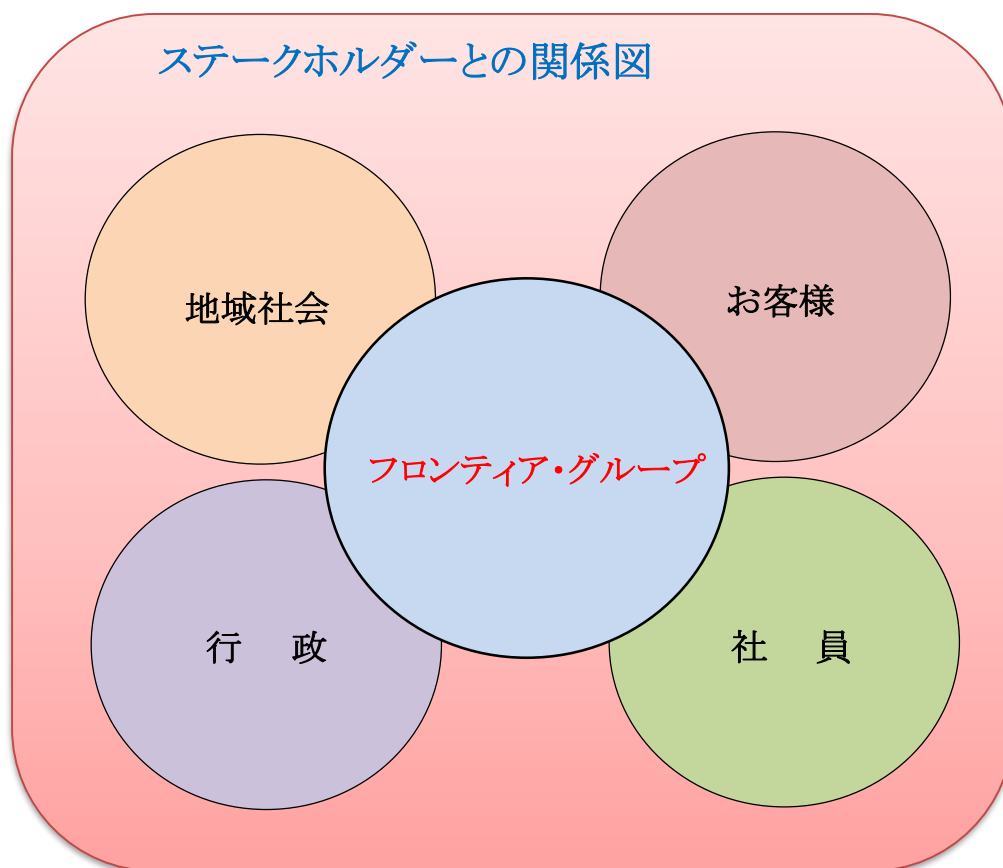 ステークホルダーとの関係図
地域社会
お客様
フロンティア・グループ
行　政
社　員